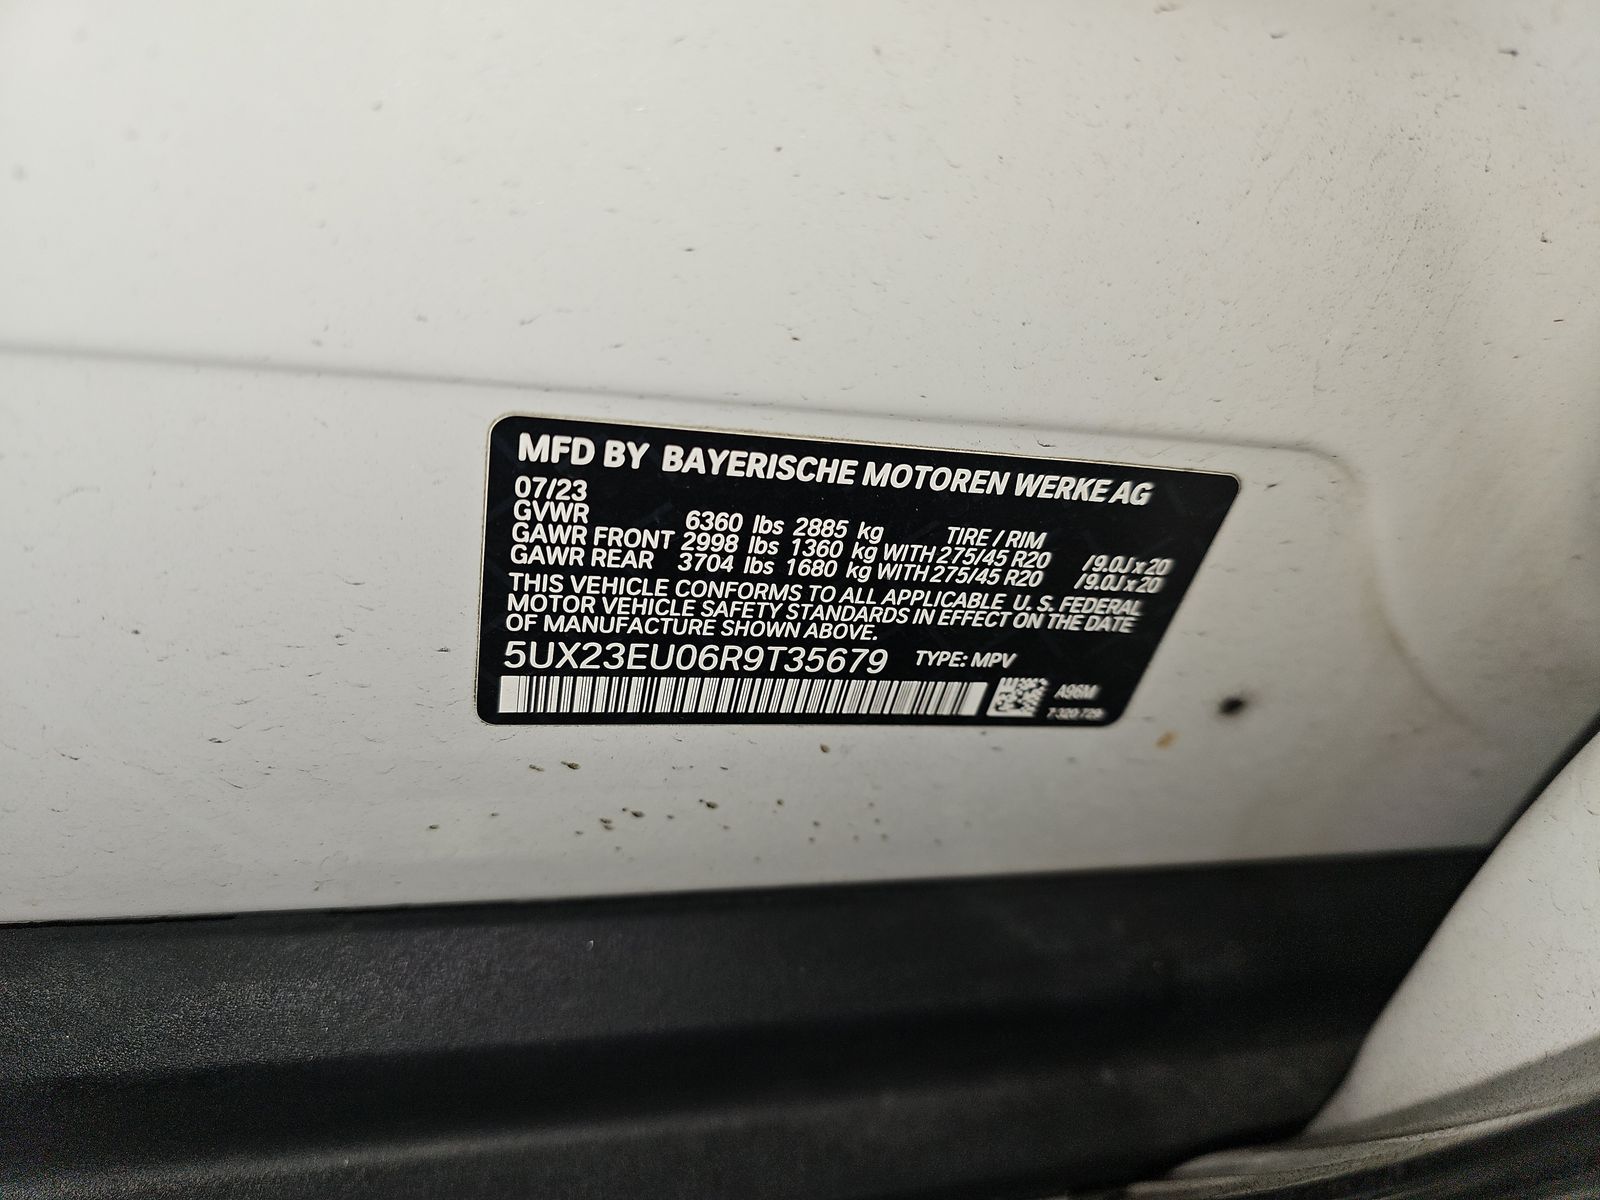 MFD BY BAYERISCHE MOTOREN WERKE AG
07/23
GVWR 6360 lbs 2885 kg TIRE / RIM
GAWR FRONT 2998 lbs 1360 kg WITH 275/45 R20 /9.0J x 20
GAWR REAR 3704 lbs 1680 kg WITH 275/45 R20 /9.0J x 20
THIS VEHICLE CONFORMS TO ALL APPLICABLE U. S. FEDERAL
MOTOR VEHICLE SAFETY STANDARDS IN EFFECT ON THE DATE
OF MANUFACTURE SHOWN ABOVE.
5UX23EU06R9T35679 TYPE: MPV
A96M
7 320 729